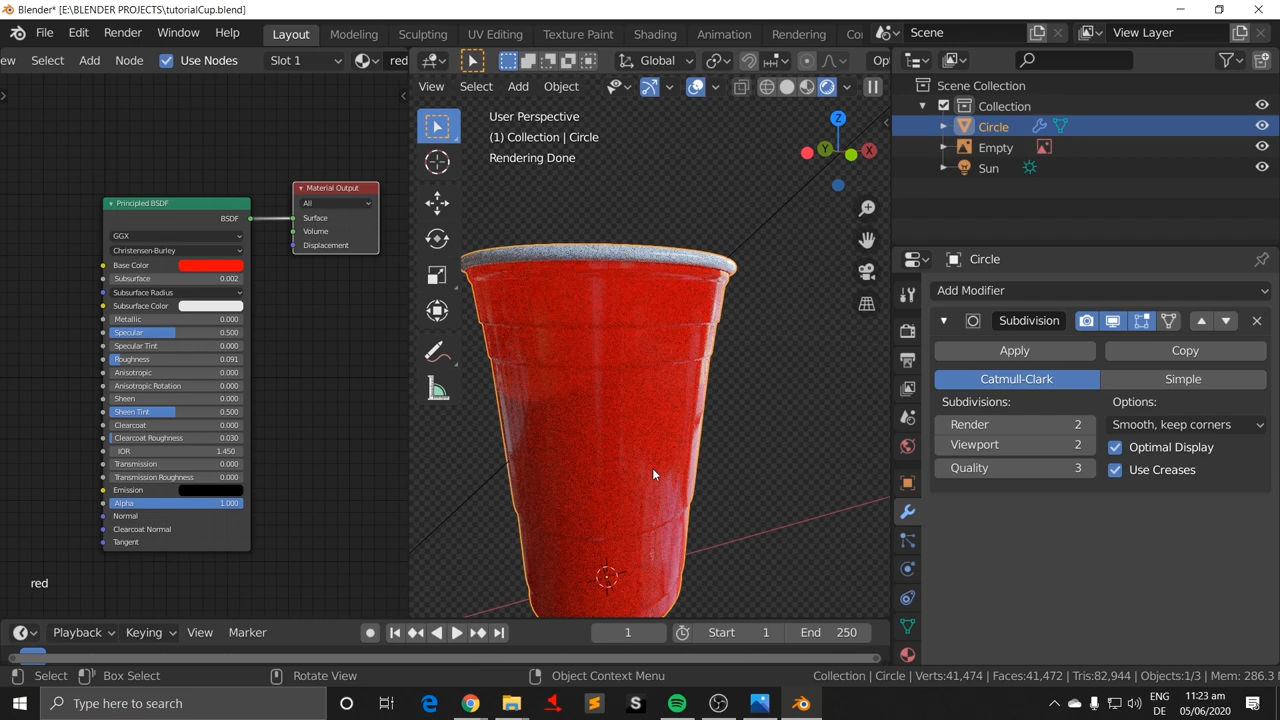 Blender* [E:\BLENDER PROJECTS\tutorialCup.blend]
File Edit Render Window Help Layout Modeling Sculpting UV Editing Texture Paint Shading Animation Rendering Scene View Layer
Select Add Node Use Nodes Slot 1 red
Global
View Select Add Object
User Perspective
(1) Collection | Circle
Rendering Done
Z
Y
X
Principled BSDF
BSDF
GGX
Christensen-Burley
Base Color
Subsurface 0.002
Subsurface Radius
Subsurface Color
Metallic 0.000
Specular 0.500
Specular Tint 0.000
Roughness 0.091
Anisotropic 0.000
Anisotropic Rotation 0.000
Sheen 0.000
Sheen Tint 0.500
Clearcoat 0.000
Clearcoat Roughness 0.030
IOR 1.450
Transmission 0.000
Transmission Roughness 0.000
Emission
Alpha 1.000
Normal
Clearcoat Normal
Tangent
Material Output
All
Surface
Volume
Displacement
red
Scene Collection
Collection
Circle
Empty
Sun
Circle
Add Modifier
Subdivision
Apply Copy
Catmull-Clark Simple
Subdivisions: Options:
Render 2 Smooth, keep corners
Viewport 2 Optimal Display
Quality 3 Use Creases
Playback Keying View Marker 1 Start 1 End 250
Select Box Select Rotate View Object Context Menu Collection | Circle | Verts:41,474 | Faces:41,472 | Tris:82,944 | Objects:1/3 | Mem: 286.3
Type here to search
ENG 11:23 am
DE 05/06/2020